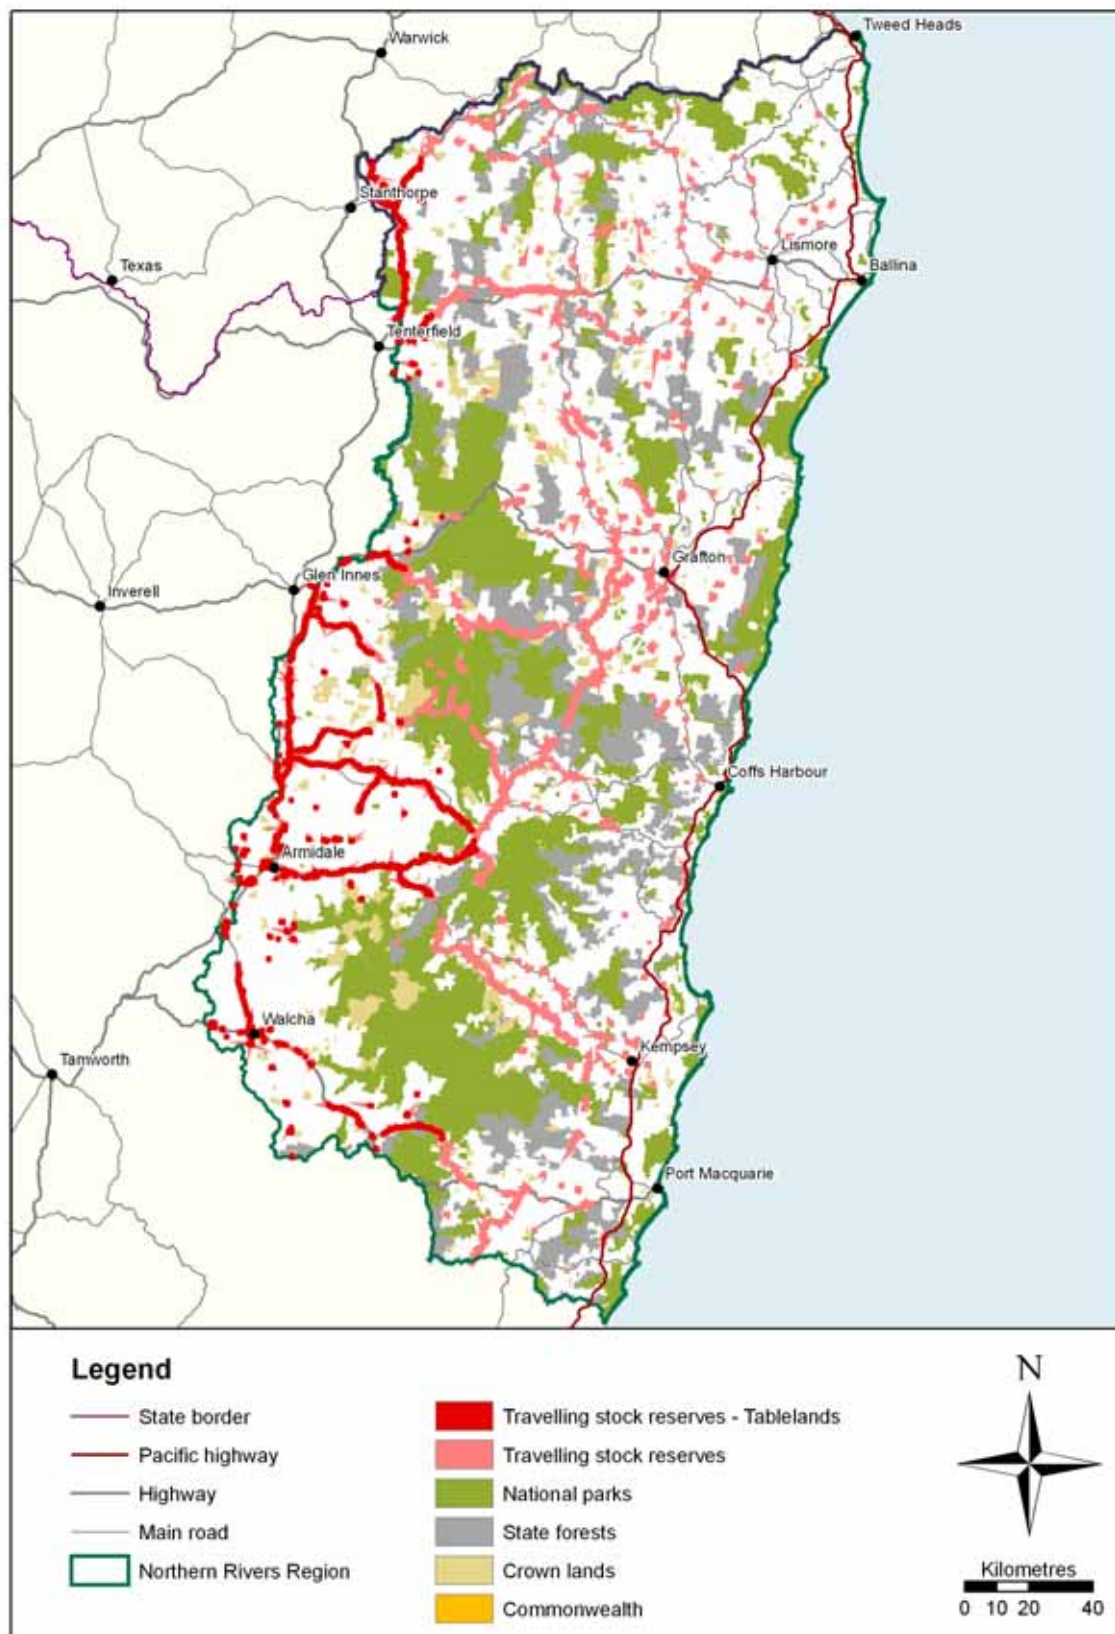 Tweed Heads
Warwick
Stanthorpe
Lismore
Texas
Ballina
Tenterfield
Grafton
Glen Innes
Inverell
Coffs Harbour
Armidale
Walcha
Kempsey
Tamworth
Port Macquarie
Legend
State border
Pacific highway
Highway
Main road
Northern Rivers Region
Travelling stock reserves - Tablelands
Travelling stock reserves
National parks
State forests
Crown lands
Commonwealth
N
Kilometres
0 10 20 40